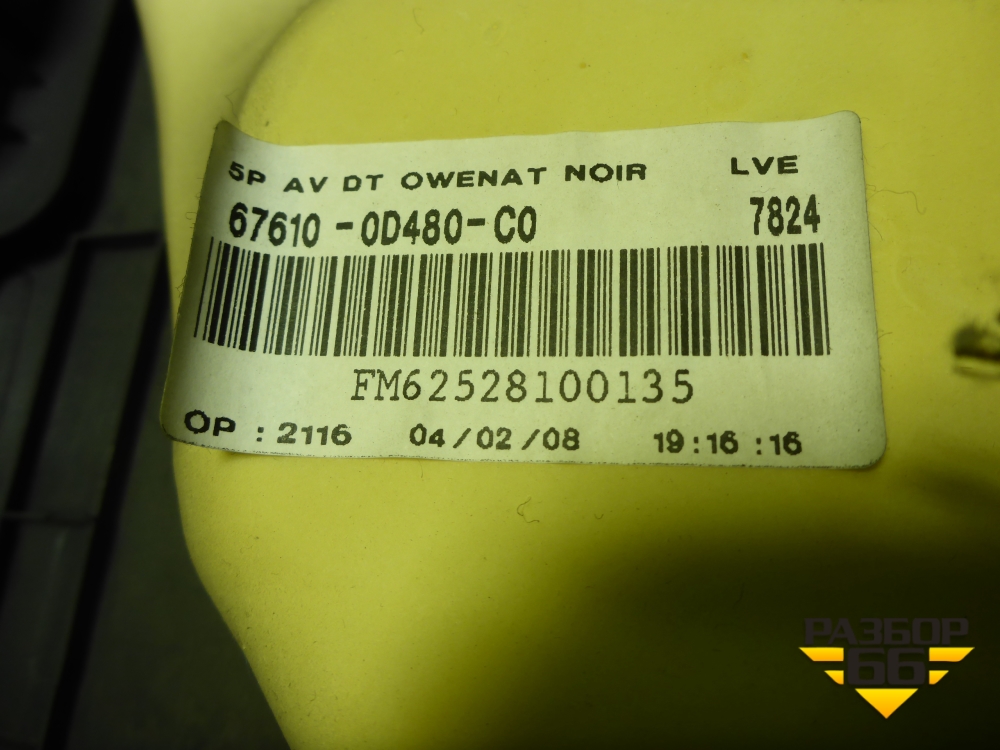 5P AV DT OWENAT NOIR LVE
67610-0D480-C0 7824
FM62528100135
OP : 2116 04/02/08 19:16:16
РАЗБОР
66